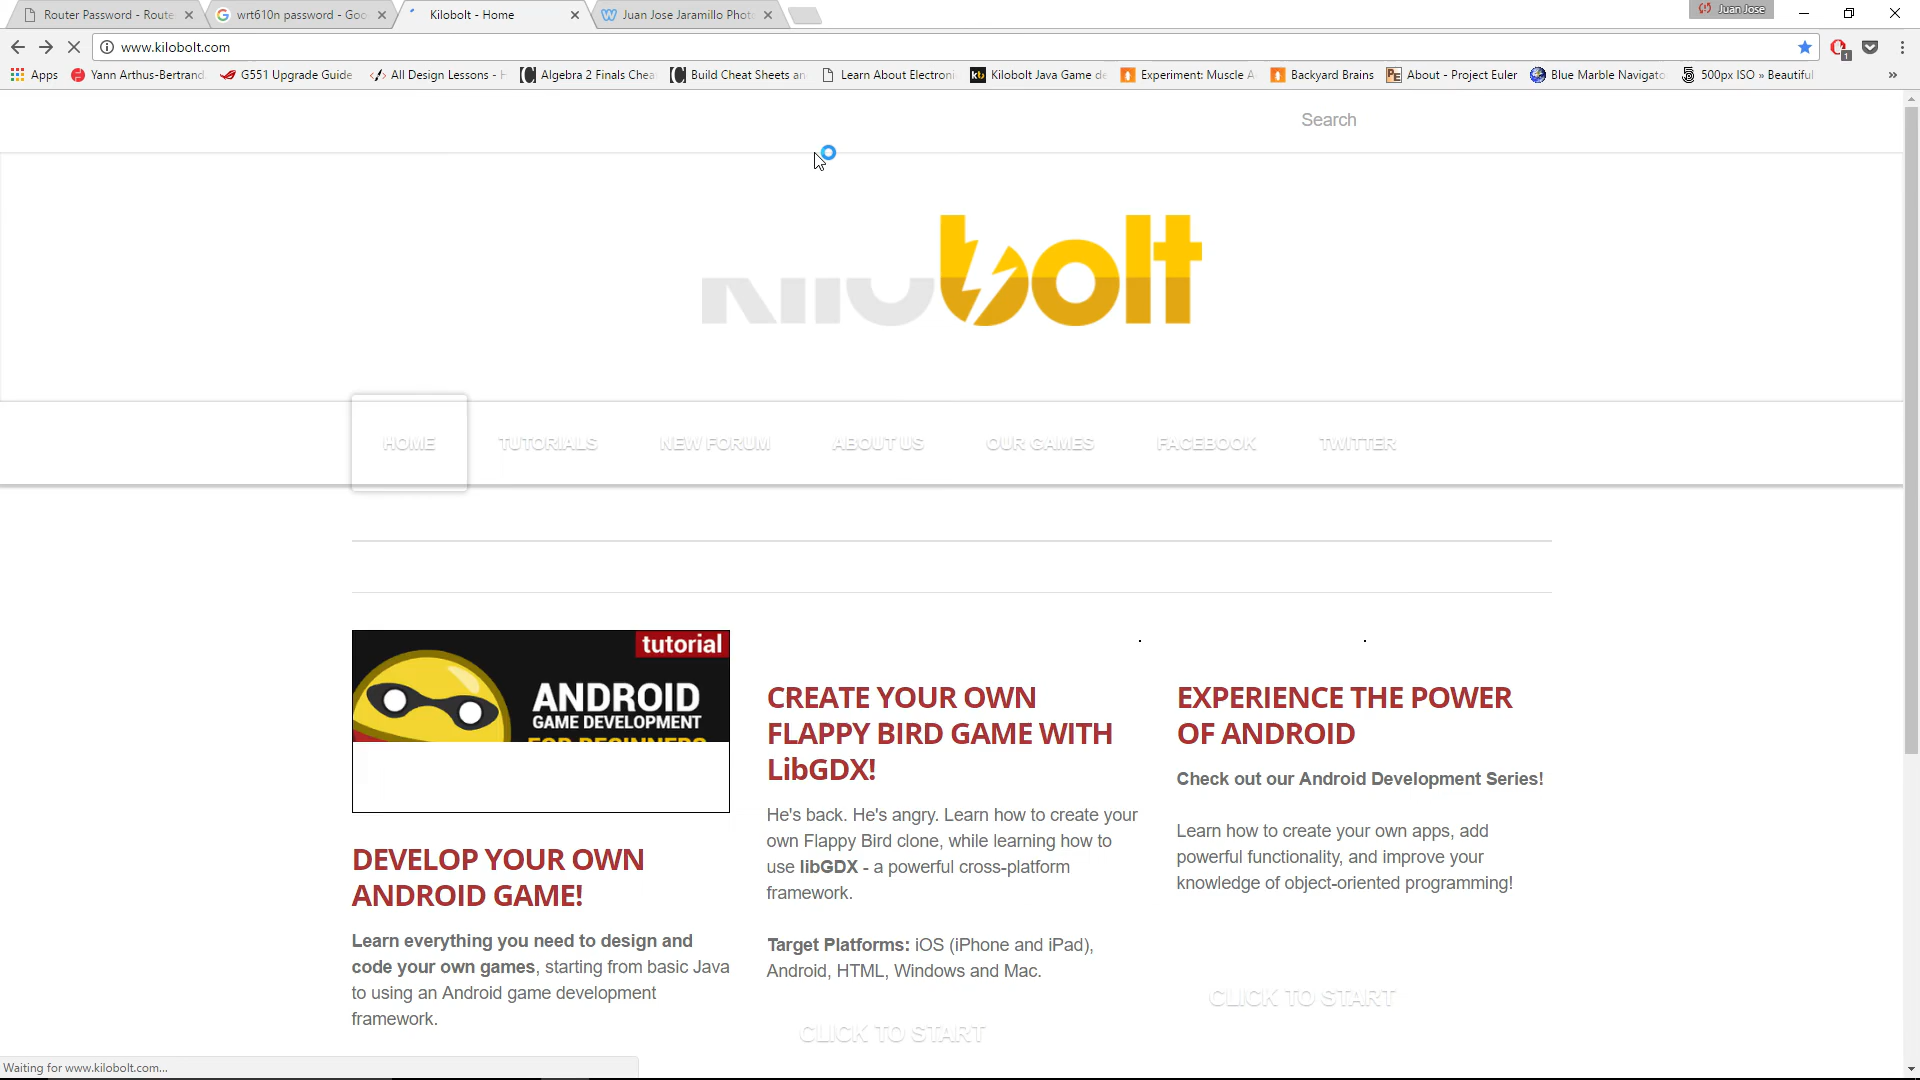 Router Password - Route
wrt610n password - Goo
Kilobolt - Home
Juan Jose Jaramillo Phot
Juan Jose
www.kilobolt.com
Apps
Yann Arthus-Bertrand
G551 Upgrade Guide
All Design Lessons - H
Algebra 2 Finals Chea
Build Cheat Sheets an
Learn About Electroni
Kilobolt Java Game de
Experiment: Muscle A
Backyard Brains
About - Project Euler
Blue Marble Navigato
500px ISO » Beautiful
»
Search
kilobolt
HOME
TUTORIALS
NEW FORUM
ABOUT US
OUR GAMES
FACEBOOK
TWITTER
tutorial
ANDROID
GAME DEVELOPMENT
FOR BEGINNERS
DEVELOP YOUR OWN
ANDROID GAME!
Learn everything you need to design and
code your own games, starting from basic Java
to using an Android game development
framework.
CREATE YOUR OWN
FLAPPY BIRD GAME WITH
LibGDX!
He's back. He's angry. Learn how to create your
own Flappy Bird clone, while learning how to
use libGDX - a powerful cross-platform
framework.
Target Platforms: iOS (iPhone and iPad),
Android, HTML, Windows and Mac.
CLICK TO START
EXPERIENCE THE POWER
OF ANDROID
Check out our Android Development Series!
Learn how to create your own apps, add
powerful functionality, and improve your
knowledge of object-oriented programming!
CLICK TO START
Waiting for www.kilobolt.com...